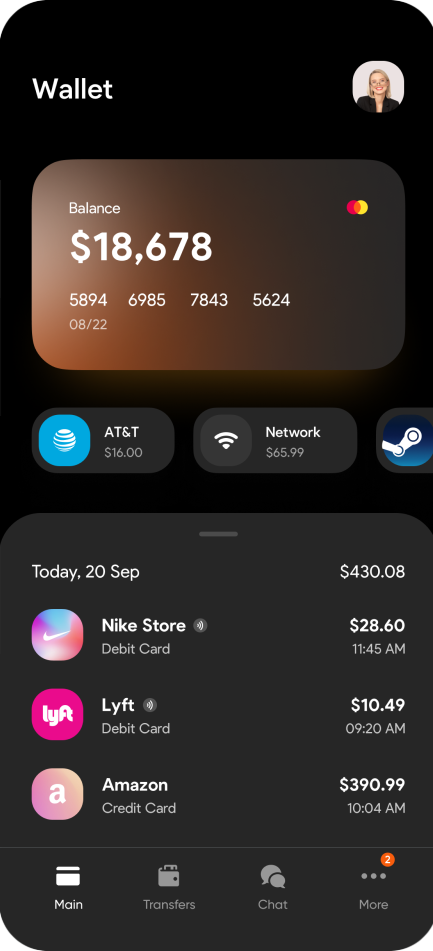 Wallet
Balance
$18,678
5894 6985 7843 5624
08/22
AT&T
$16.00
Network
$65.99
Today, 20 Sep
$430.08
Nike Store
$28.60
Debit Card
11:45 AM
lyft
Lyft
$10.49
Debit Card
09:20 AM
a
Amazon
$390.99
Credit Card
10:04 AM
2
Main
Transfers
Chat
More